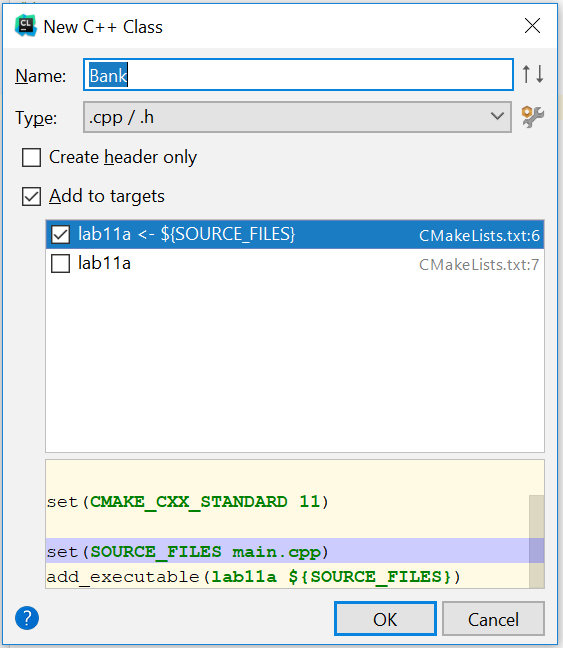 CL
New C++ Class
Name: Bank
Type: .cpp / .h
Create header only
Add to targets
lab11a <- ${SOURCE_FILES} CMakeLists.txt:6
lab11a CMakeLists.txt:7
set(CMAKE_CXX_STANDARD 11)
set(SOURCE_FILES main.cpp)
add_executable(lab11a ${SOURCE_FILES})
? OK Cancel